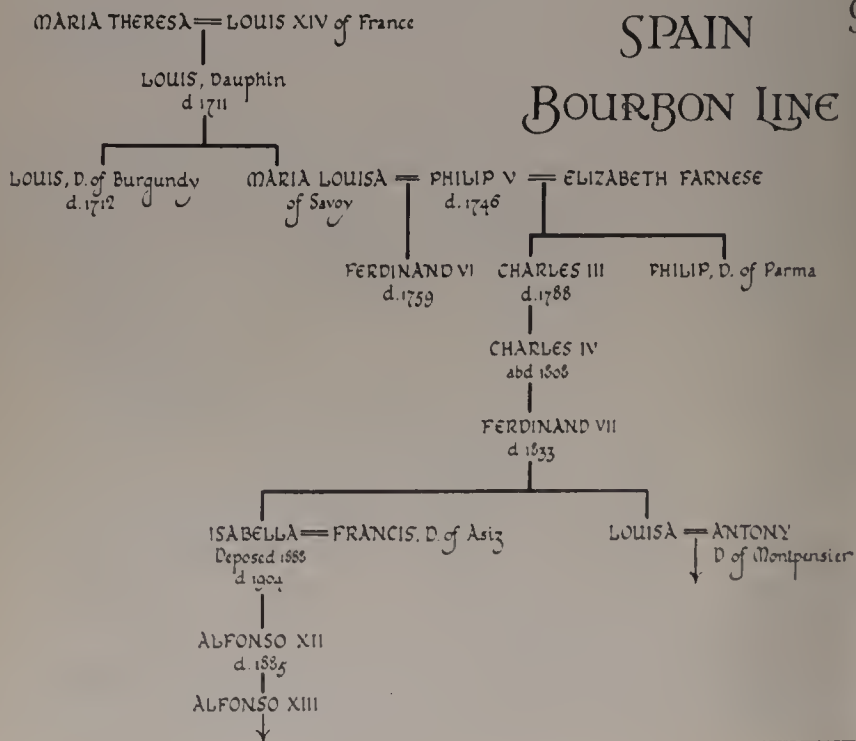 SPAIN
BOURBON LINE
MARIA THERESA = LOUIS XIV of France
LOUIS, Dauphin
d 1711
LOUIS, D. of Burgundy
d. 1712
MARIA LOUISA = PHILIP V = ELIZABETH FARNESE
of Savoy
d. 1746
FERDINAND VI
d. 1759
CHARLES III
d. 1788
PHILIP, D. of Parma
CHARLES IV
abd 1808
FERDINAND VII
d 1833
ISABELLA = FRANCIS, D. of Asiz
Deposed 1888
d 1904
LOUISA = ANTONY
D of Montpensier
ALFONSO XII
d. 1885
ALFONSO XIII